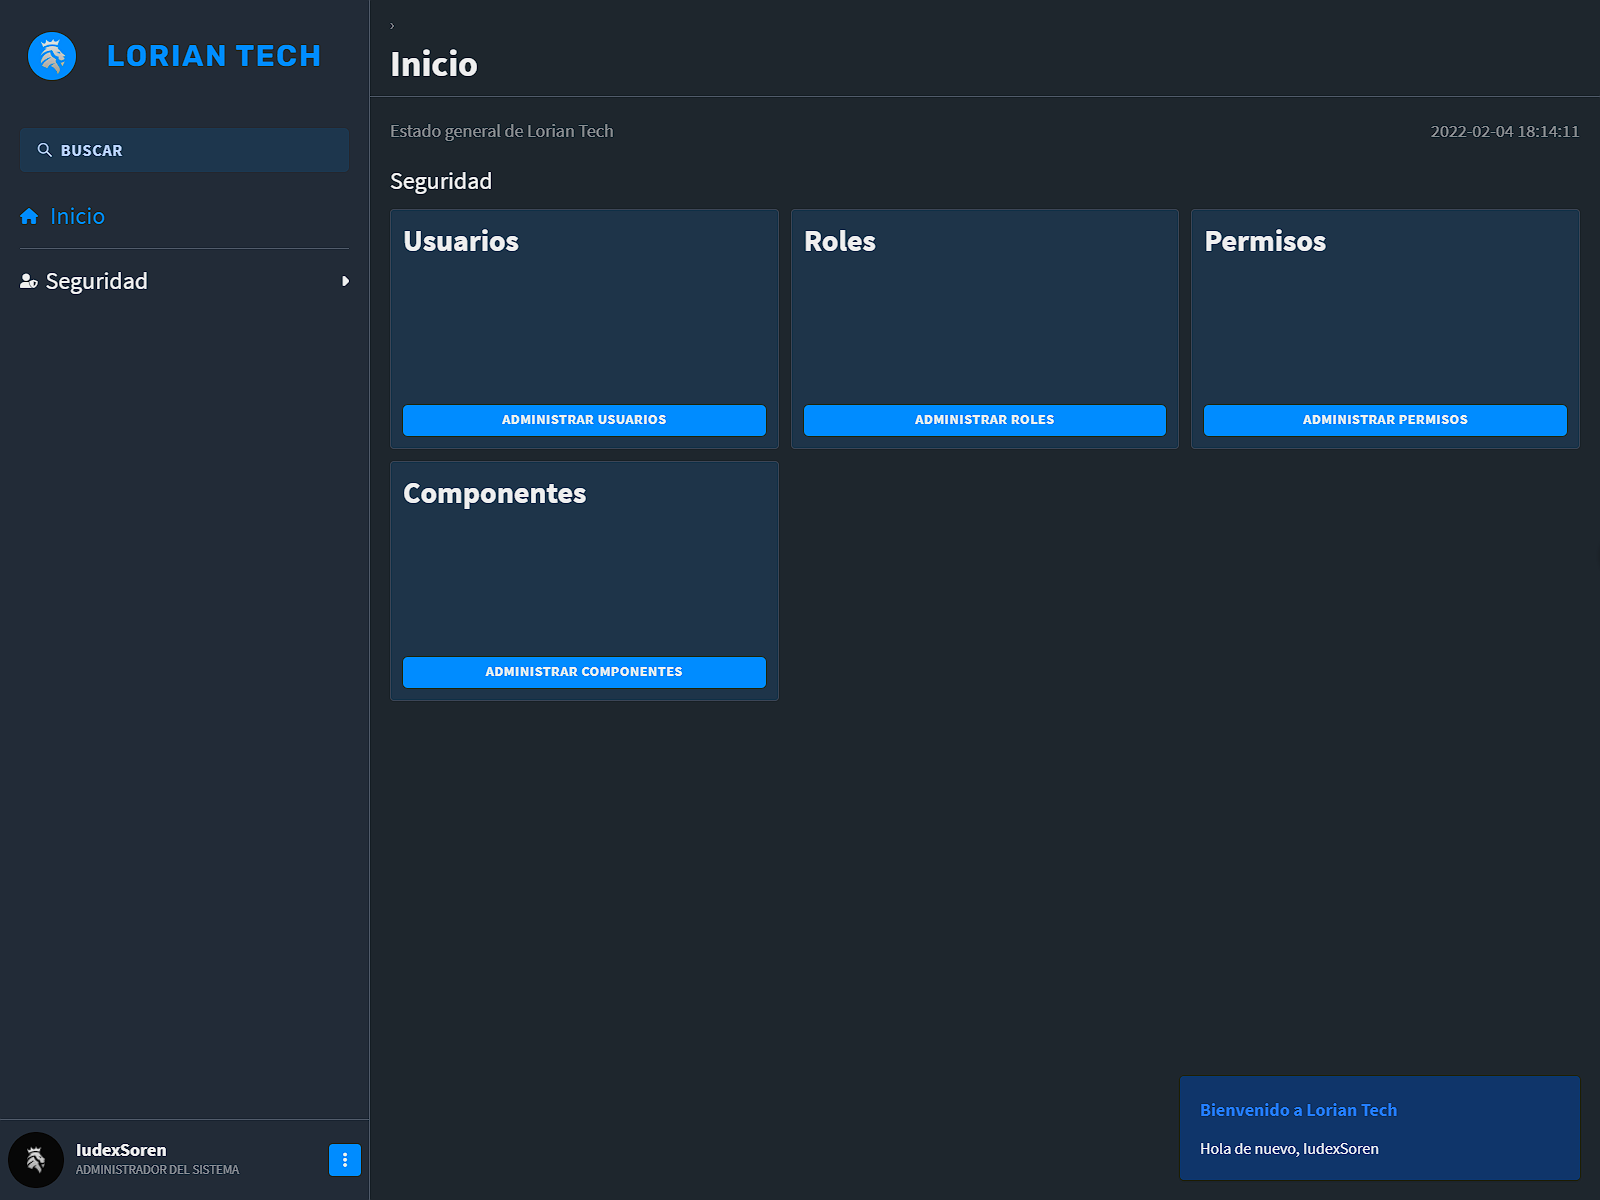 LORIAN TECH
BUSCAR
Inicio
Seguridad
IudexSoren
ADMINISTRADOR DEL SISTEMA
›
Inicio
Estado general de Lorian Tech
2022-02-04 18:14:11
Seguridad
Usuarios
ADMINISTRAR USUARIOS
Roles
ADMINISTRAR ROLES
Permisos
ADMINISTRAR PERMISOS
Componentes
ADMINISTRAR COMPONENTES
Bienvenido a Lorian Tech
Hola de nuevo, IudexSoren